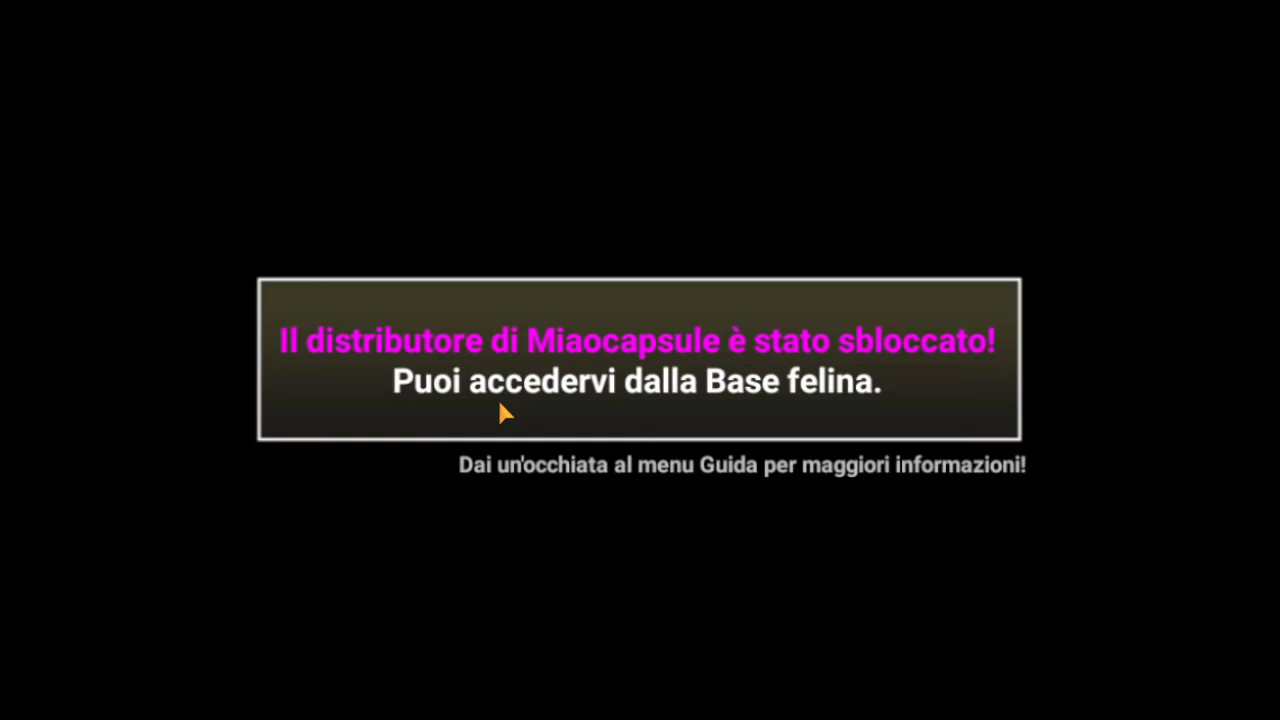 Il distributore di Miaocapsule è stato sbloccato!
Puoi accedervi dalla Base felina.
Dai un'occhiata al menu Guida per maggiori informazioni!